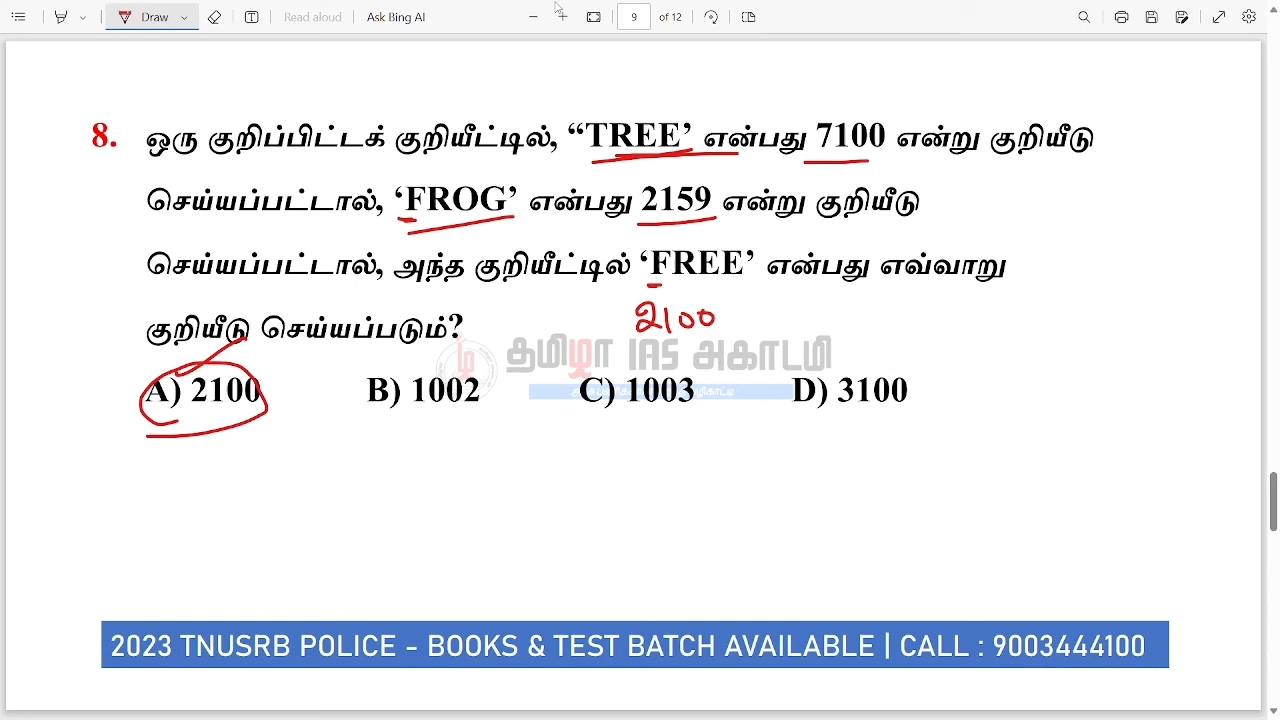 Draw
Read aloud
Ask Bing AI
9
of 12
8. ஒரு குறிப்பிட்டக் குறியீட்டில், “TREE’ என்பது 7100 என்று குறியீடு
செய்யப்பட்டால், ‘FROG’ என்பது 2159 என்று குறியீடு
செய்யப்பட்டால், அந்த குறியீட்டில் ‘FREE’ என்பது எவ்வாறு
குறியீடு செய்யப்படும்?
2100
தமிழா IAS அகாடமி
A) 2100 B) 1002 C) 1003 D) 3100
2023 TNUSRB POLICE - BOOKS & TEST BATCH AVAILABLE | CALL : 9003444100